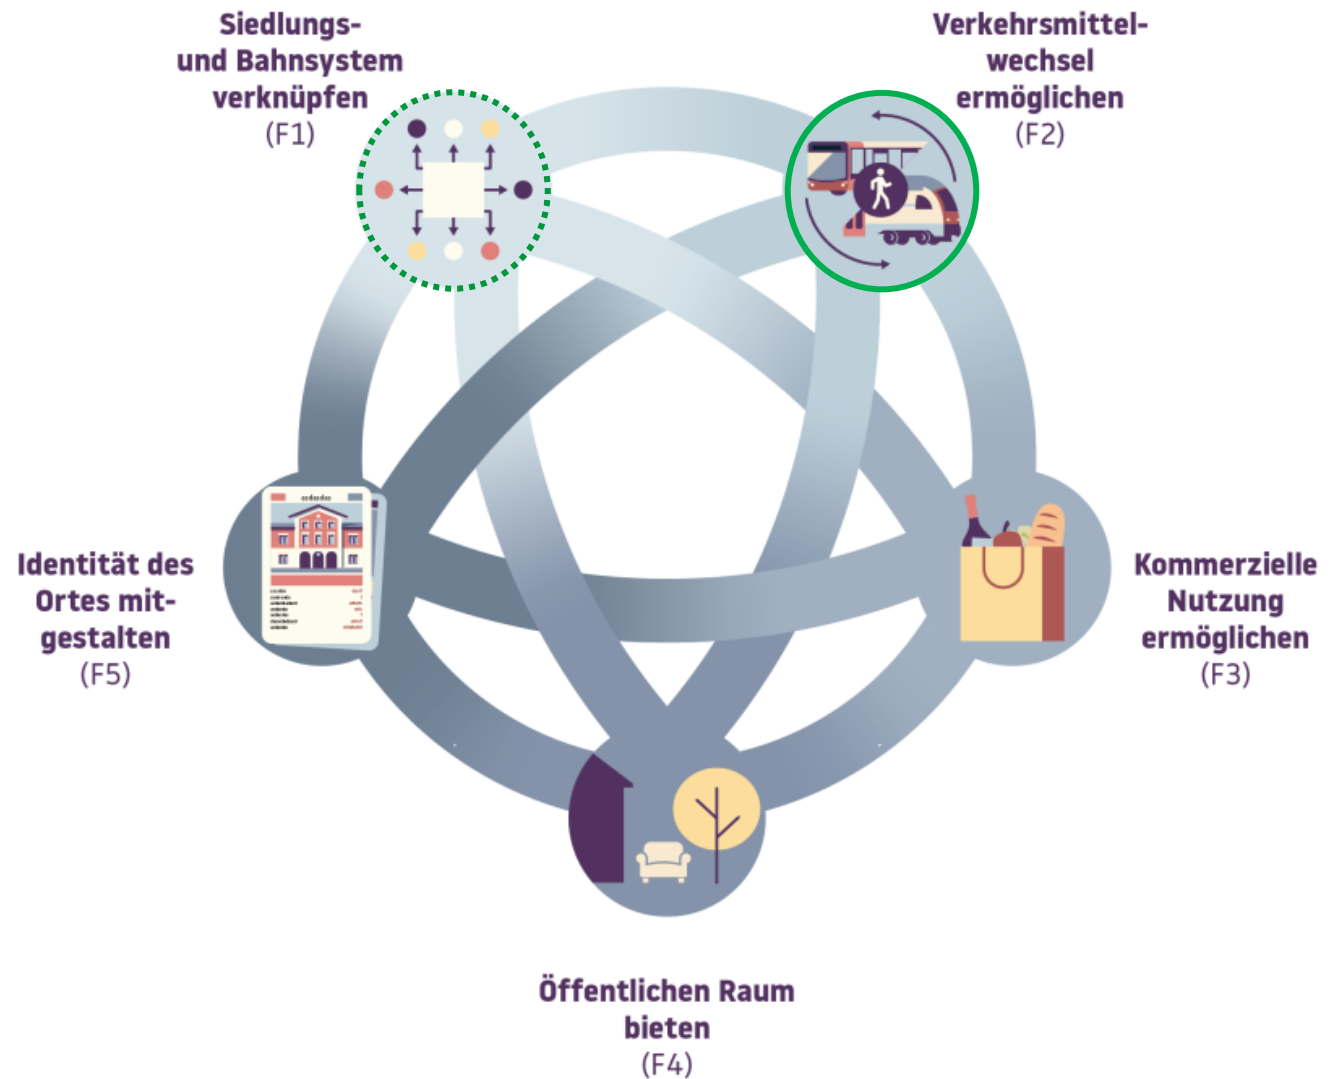 Siedlungs-
und Bahnsystem
verknüpfen
(F1)
Verkehrsmittel-
wechsel
ermöglichen
(F2)
Identität des
Ortes mit-
gestalten
(F5)
Kommerzielle
Nutzung
ermöglichen
(F3)
Öffentlichen Raum
bieten
(F4)